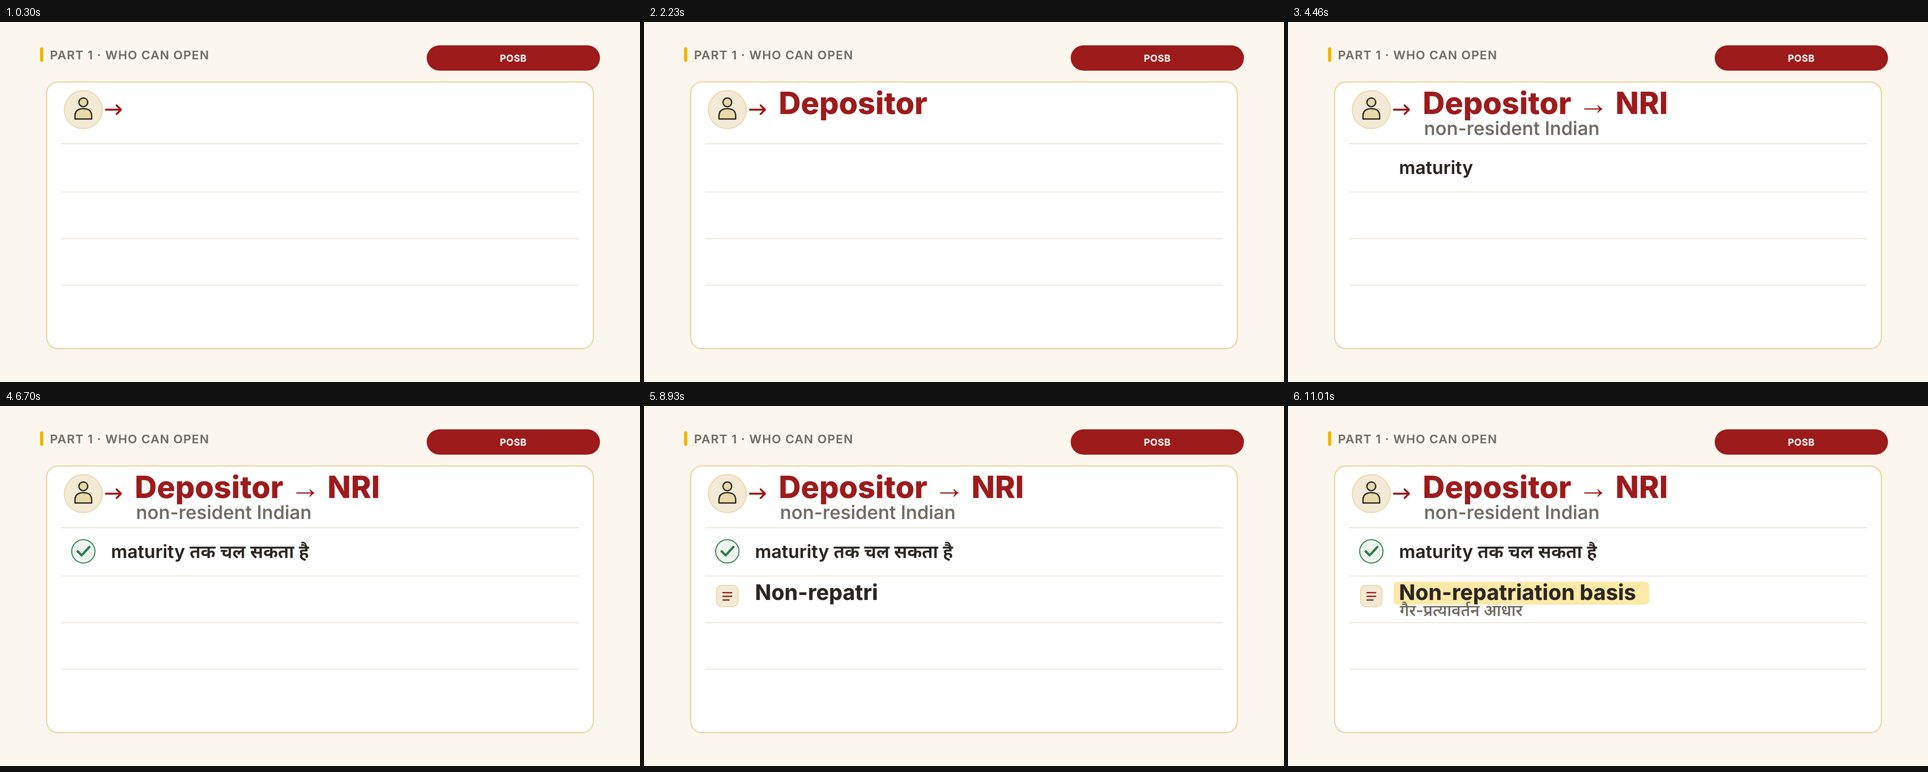 1. 0.30s
PART 1 · WHO CAN OPEN
POSB
→
2. 2.23s
PART 1 · WHO CAN OPEN
POSB
→ Depositor
3. 4.46s
PART 1 · WHO CAN OPEN
POSB
→ Depositor → NRI
non-resident Indian
maturity
4. 6.70s
PART 1 · WHO CAN OPEN
POSB
→ Depositor → NRI
non-resident Indian
maturity तक चल सकता है
5. 8.93s
PART 1 · WHO CAN OPEN
POSB
→ Depositor → NRI
non-resident Indian
maturity तक चल सकता है
Non-repatri
6. 11.01s
PART 1 · WHO CAN OPEN
POSB
→ Depositor → NRI
non-resident Indian
maturity तक चल सकता है
Non-repatriation basis
गैर-प्रत्यावर्तन आधार